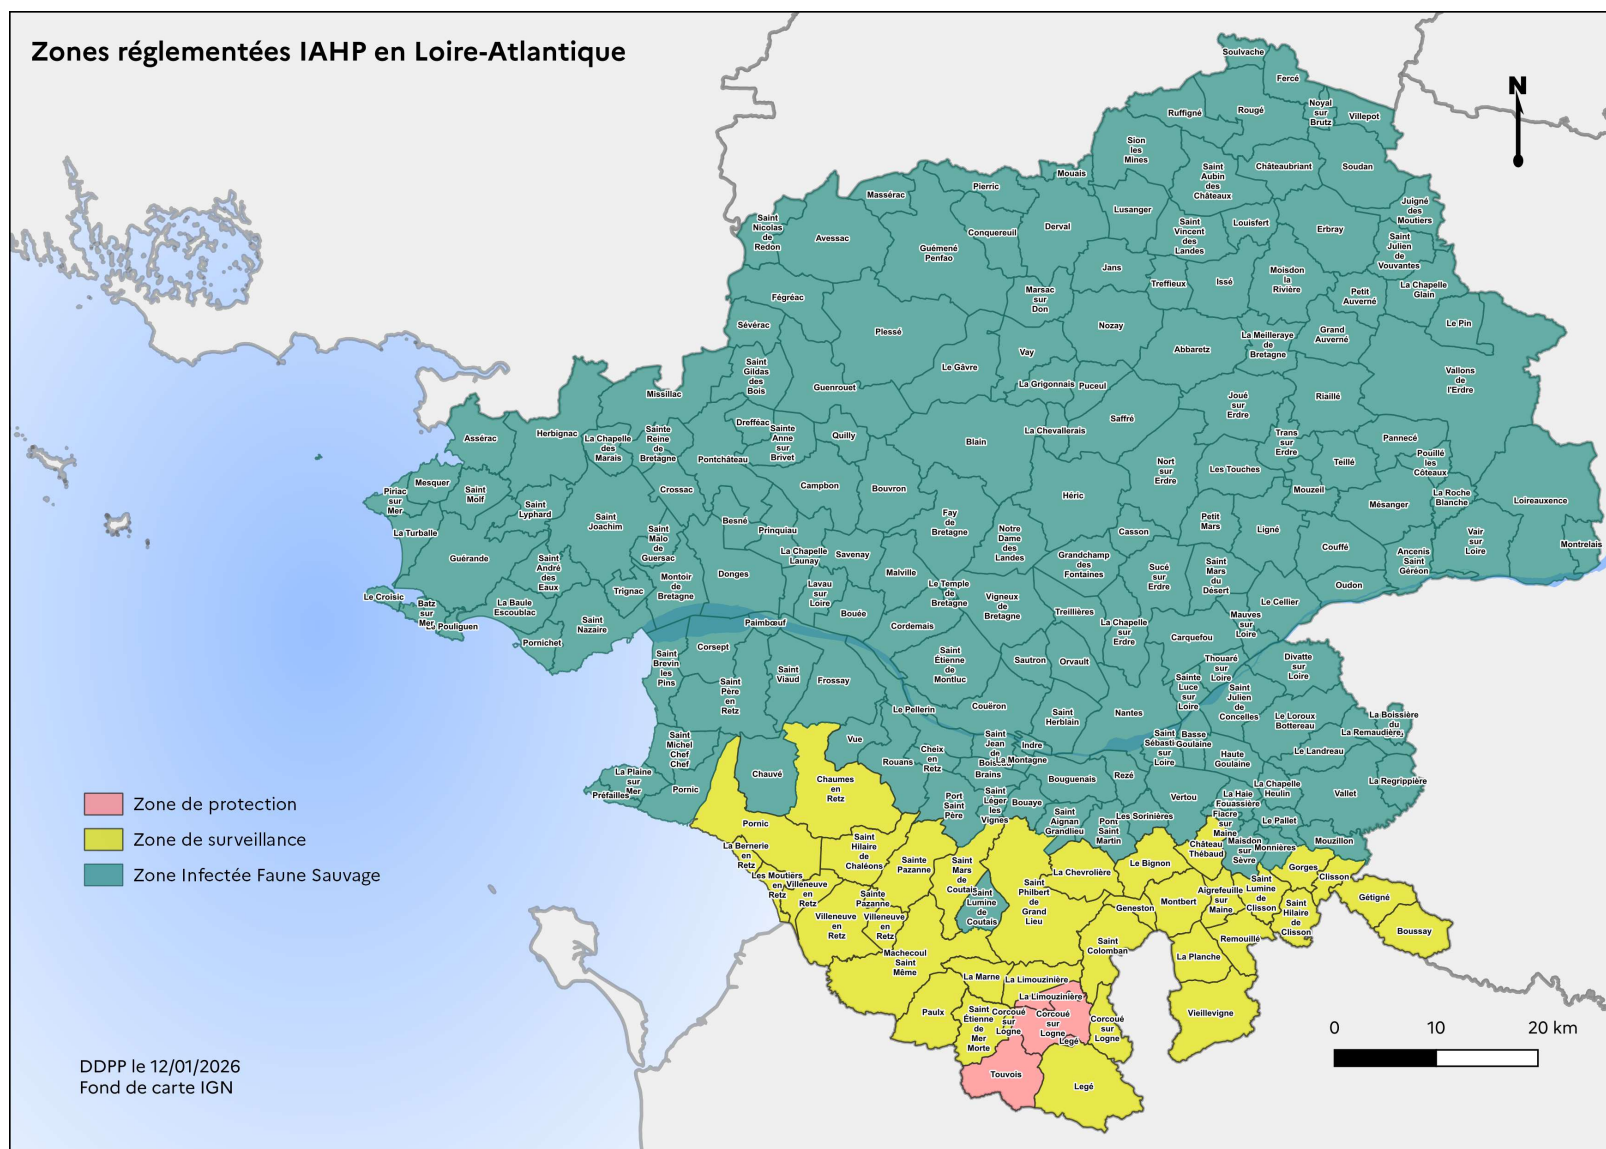 Zones réglementées IAHP en Loire-Atlantique
N
Soulvache
Fercé
Rougé
Ruffigné
Noyal
sur
Brutz
Villepot
Sion
les
Mines
Saint
Aubin
des
Châteaux
Châteaubriant
Soudan
Mouais
Pierric
Massérac
Lusanger
Juigné
des
Moutiers
Saint
Nicolas
de
Redon
Avessac
Guémené
Penfao
Conquereuil
Derval
Saint
Vincent
des
Landes
Louisfert
Erbray
Saint
Julien
de
Vouvantes
Jans
Treffieux
Issé
Moisdon
la
Rivière
Petit
Auverné
La Chapelle
Glain
Fégréac
Marsac
sur
Don
Sévérac
Plessé
Nozay
Abbaretz
La Meilleraye
de
Bretagne
Grand
Auverné
Le Pin
Saint
Gildas
des
Bois
Guenrouet
Le Gâvre
Vay
La Grigonnais
Puceul
Vallons
de
l'Erdre
Missillac
Joué
sur
Erdre
Riaillé
Saffré
Drefféac
Sainte
Anne
sur
Brivet
Quilly
Blain
La Chevallerais
Assérac
Herbignac
La Chapelle
des
Marais
Sainte
Reine
de
Bretagne
Pontchâteau
Trans
sur
Erdre
Pannecé
Teillé
Pouillé
les
Côteaux
Nort
sur
Erdre
Les Touches
Mesquer
Piriac
sur
Mer
Saint
Molf
Crossac
Campbon
Bouvron
Héric
Mouzeil
Mésanger
La Roche
Blanche
Loireauxence
Saint
Lyphard
Saint
Joachim
Besné
Prinquiau
Fay
de
Bretagne
La Turballe
Saint
Malo
de
Guersac
Notre
Dame
des
Landes
Casson
Petit
Mars
Ligné
Couffé
Vair
sur
Loire
Montrelais
Guérande
Saint
André
des
Eaux
La Chapelle
Launay
Savenay
Grandchamp
des
Fontaines
Ancenis
Saint
Géréon
Donges
Malville
Sucé
sur
Erdre
Saint
Mars
du
Désert
Oudon
Montoir
de
Bretagne
Trignac
Lavau
sur
Loire
Le Temple
de
Bretagne
Vigneux
de
Bretagne
Le Cellier
Le Croisic
Batz
sur
Mer
Le Pouliguen
La Baule
Escoublac
Bouée
Treillières
Mauves
sur
Loire
Pornichet
Saint
Nazaire
Paimbœuf
Cordemais
La Chapelle
sur
Erdre
Carquefou
Saint
Brevin
les
Pins
Corsept
Saint
Étienne
de
Montluc
Sautron
Orvault
Thouaré
sur
Loire
Divatte
sur
Loire
Saint
Père
en
Retz
Saint
Viaud
Frossay
Sainte
Luce
sur
Loire
Saint
Julien
de
Concelles
Le Pellerin
Couëron
Saint
Herblain
Nantes
Le Loroux
Bottereau
La Boissière
du
La Remaudière
Saint
Michel
Chef
Chef
Vue
Rouans
Cheix
en
Retz
Saint
Jean
de
Boiseau
Indre
La Montagne
Brains
Saint
Sébastien
sur
Loire
Basse
Goulaine
Haute
Goulaine
Le Landreau
La Plaine
sur
Mer
Préfailles
Pornic
Chauvé
Chaumes
en
Retz
Bouguenais
Rezé
La Regrippière
Vallet
La Chapelle
Heulin
Port
Saint
Père
Saint
Léger
les
Vignes
Bouaye
Vertou
La Haie
Fouassière
Saint
Aignan
Grandlieu
Pont
Saint
Martin
Les Sorinières
Fiacre
sur
Maine
Le Pallet
Pornic
Château
Thébaud
Maisdon
sur
Sèvre
Monnières
Mouzillon
La Bernerie
en
Retz
Saint
Hilaire
de
Chaléons
Sainte
Pazanne
Saint
Mars
de
Coutais
La Chevrolière
Le Bignon
Gorges
Clisson
Les Moutiers
en
Retz
Villeneuve
en
Retz
Sainte
Pazanne
Saint
Lumine
de
Coutais
Saint
Philbert
de
Grand
Lieu
Geneston
Montbert
Aigrefeuille
sur
Maine
Saint
Lumine
de
Clisson
Saint
Hilaire
de
Clisson
Gétigné
Boussay
Villeneuve
en
Retz
Villeneuve
en
Retz
Saint
Colomban
Remouillé
La Planche
Machecoul
Saint
Même
La Marne
La Limouzinière
La Limouzinière
Paulx
Saint
Étienne
de
Mer
Morte
Corcoué
sur
Logne
Corcoué
sur
Logne
Legé
Corcoué
sur
Logne
Vieillevigne
Touvois
Legé
Zone de protection
Zone de surveillance
Zone Infectée Faune Sauvage
0 10 20 km
DDPP le 12/01/2026
Fond de carte IGN